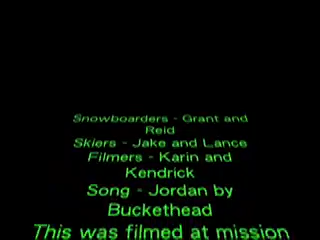 Snowboarders - Grant and
Reid
Skiers - Jake and Lance
Filmers - Karin and
Kendrick
Song - Jordan by
Buckethead
This was filmed at mission